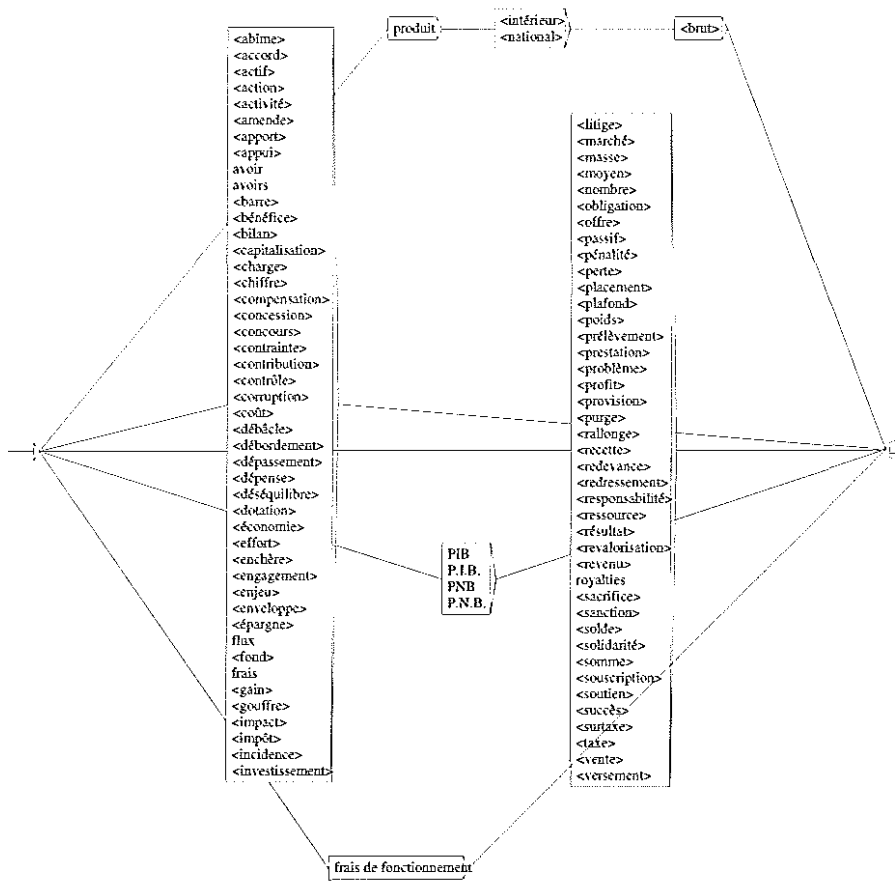 produit
<intérieur>
<national>
<brut>
<abîme>
<accord>
<actif>
<action>
<activité>
<amende>
<apport>
<appui>
avoir
avoirs
<barre>
<bénéfice>
<bilan>
<capitalisation>
<charge>
<chiffre>
<compensation>
<concession>
<concours>
<contrainte>
<contribution>
<contrôle>
<corruption>
<coût>
<débâcle>
<débordement>
<dépassement>
<dépense>
<déséquilibre>
<dotation>
<économie>
<effort>
<enchère>
<engagement>
<enjeu>
<enveloppe>
<épargne>
flux
<fond>
frais
<gain>
<gouffre>
<impact>
<impôt>
<incidence>
<investissement>
PIB
P.I.B.
PNB
P.N.B.
<litige>
<marché>
<masse>
<moyen>
<nombre>
<obligation>
<offre>
<passif>
<pénalité>
<perte>
<placement>
<plafond>
<poids>
<prélèvement>
<prestation>
<problème>
<profit>
<provision>
<purge>
<rallonge>
<recette>
<redevance>
<redressement>
<responsabilité>
<ressource>
<résultat>
<revalorisation>
<revenu>
royalties
<sacrifice>
<sanction>
<solde>
<solidarité>
<somme>
<souscription>
<soutien>
<succès>
<surtaxe>
<taxe>
<vente>
<versement>
frais de fonctionnement